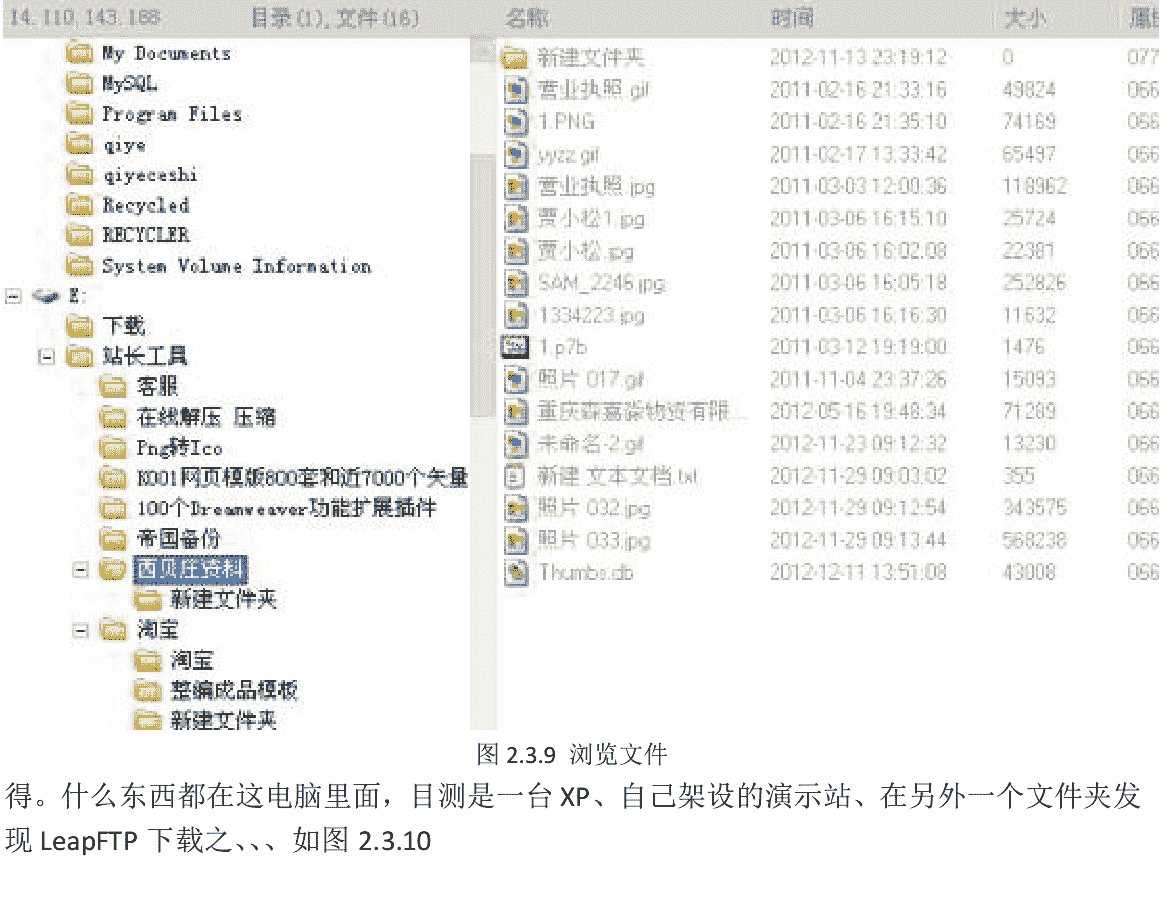 14.110.143.188 目录(1),文件(16)
名称 时间 大小
My Documents
MySQL
Program Files
qiye
qiyeceshi
Recycled
RECYCLER
System Volume Information
E:
下载
站长工具
客服
在线解压 压缩
Png转Ico
K001网页模版800套和近7000个矢量
100个Dreamweaver功能扩展插件
帝国备份
西贝庄资料
新建文件夹
淘宝
淘宝
整编成品模板
新建文件夹
新建文件夹 2012-11-13 23:19:12 0 077
营业执照.gif 2011-02-16 21:33:16 49824 066
1.PNG 2011-02-16 21:35:10 74169 066
yyzz.gif 2011-02-17 13:33:42 65497 066
营业执照.jpg 2011-03-03 12:00:36 118962 066
贾小松1.jpg 2011-03-06 16:15:10 25724 066
贾小松.jpg 2011-03-06 16:02:08 22381 066
SAM_2246.jpg 2011-03-06 16:05:18 252826 066
1334223.jpg 2011-03-06 16:16:30 11632 066
1.p7b 2011-03-12 19:19:00 1476 066
照片 017.gif 2011-11-04 23:37:26 15093 066
重庆森嘉燊物资有限... 2012-05-16 19:48:34 71289 066
未命名-2.gif 2012-11-23 09:12:32 13230 066
新建 文本文档.txt 2012-11-29 09:03:02 355 066
照片 032.jpg 2012-11-29 09:12:54 343575 066
照片 033.jpg 2012-11-29 09:13:44 568238 066
Thumbs.db 2012-12-11 13:51:08 43008 066
图 2.3.9 浏览文件
得。什么东西都在这电脑里面，目测是一台 XP、自己架设的演示站、在另外一个文件夹发
现 LeapFTP 下载之、、、如图 2.3.10